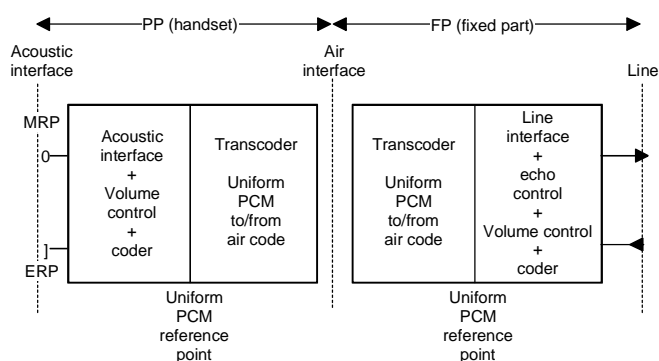 PP (handset)
FP (fixed part)
Acoustic
interface
Air
interface
Line
MRP
0
]
ERP
Acoustic
interface
+
Volume
control
+
coder
Transcoder
Uniform
PCM
to/from
air code
Transcoder
Uniform
PCM
to/from
air code
Line
interface
+
echo
control
+
Volume control
+
coder
Uniform
PCM
reference
point
Uniform
PCM
reference
point